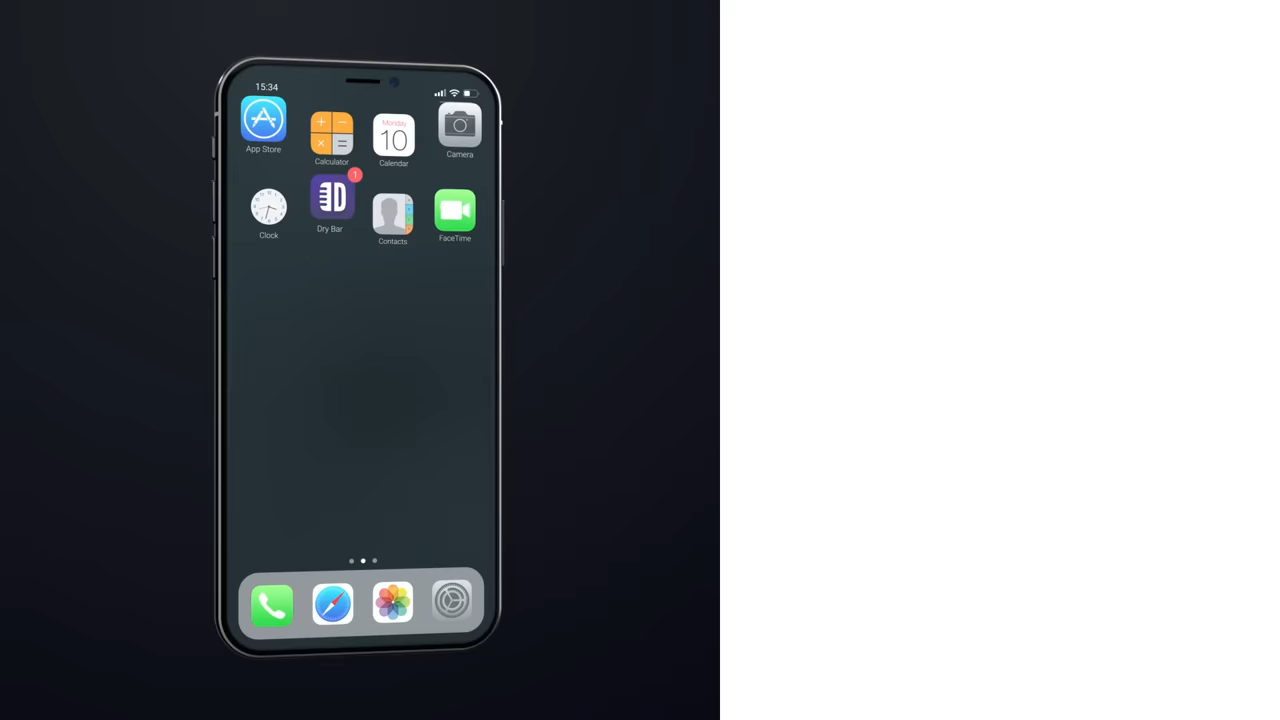 15:34
App Store
Calculator
Monday
10
Calendar
Camera
Clock
1
Dry Bar
Contacts
FaceTime